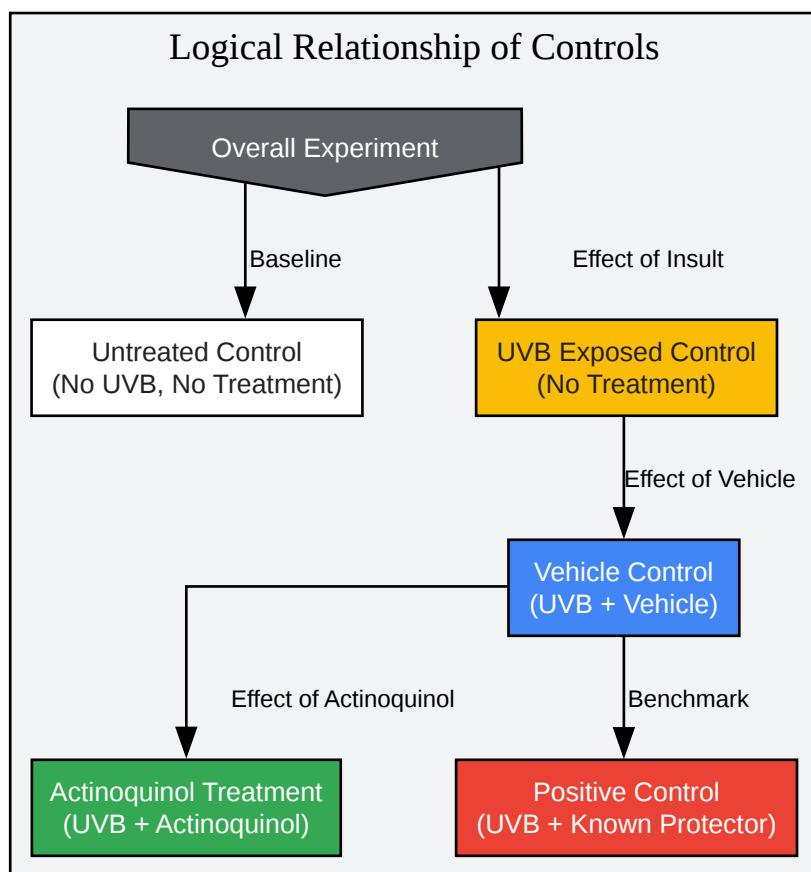 Logical Relationship of Controls
Overall Experiment
Baseline
Effect of Insult
Untreated Control
(No UVB, No Treatment)
UVB Exposed Control
(No Treatment)
Effect of Vehicle
Vehicle Control
(UVB + Vehicle)
Effect of Actinoquinol
Benchmark
Actinoquinol Treatment
(UVB + Actinoquinol)
Positive Control
(UVB + Known Protector)